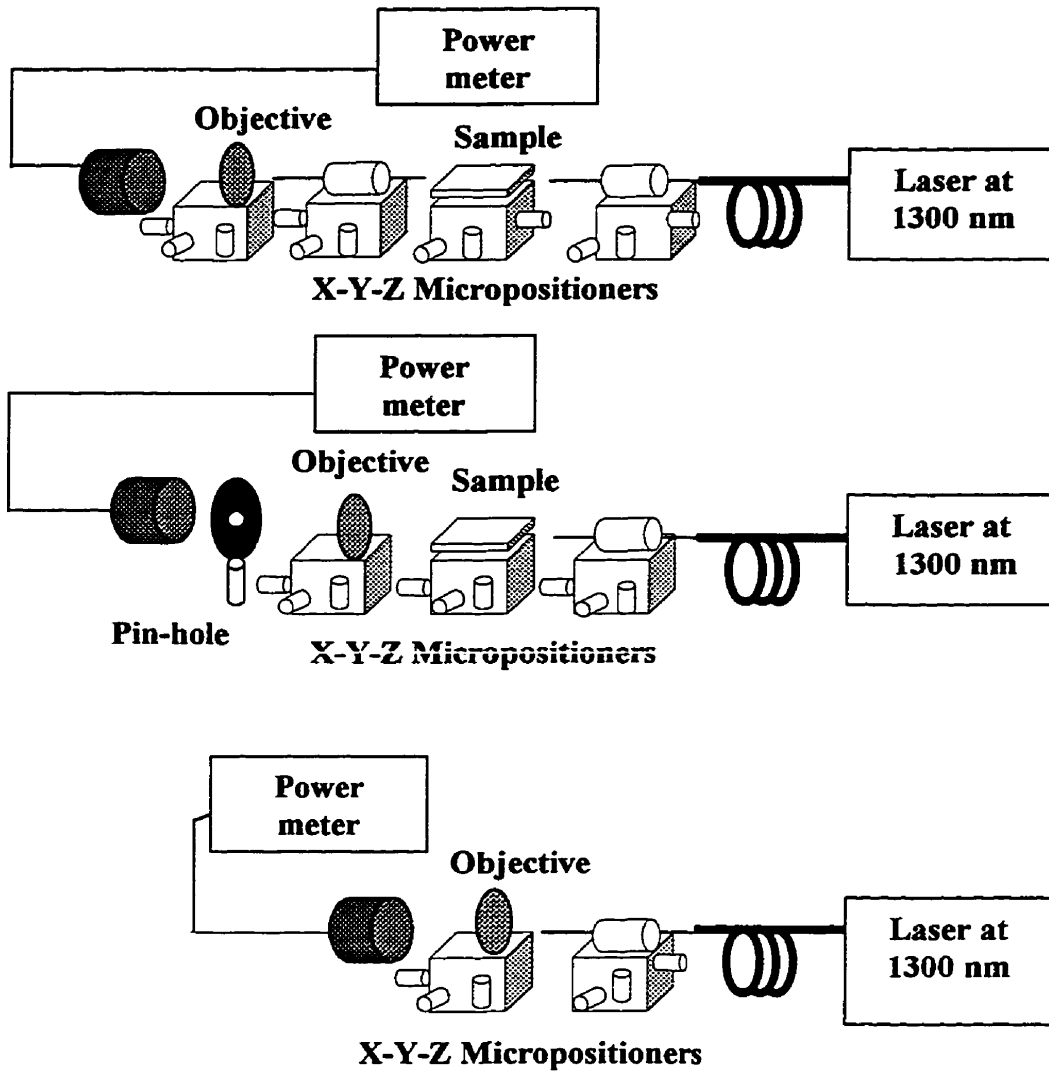 Power
meter
Objective
Sample
Laser at
1300 nm
X-Y-Z Micropositioners
Power
meter
Objective
Sample
Laser at
1300 nm
Pin-hole
X-Y-Z Micropositioners
Power
meter
Objective
Laser at
1300 nm
X-Y-Z Micropositioners